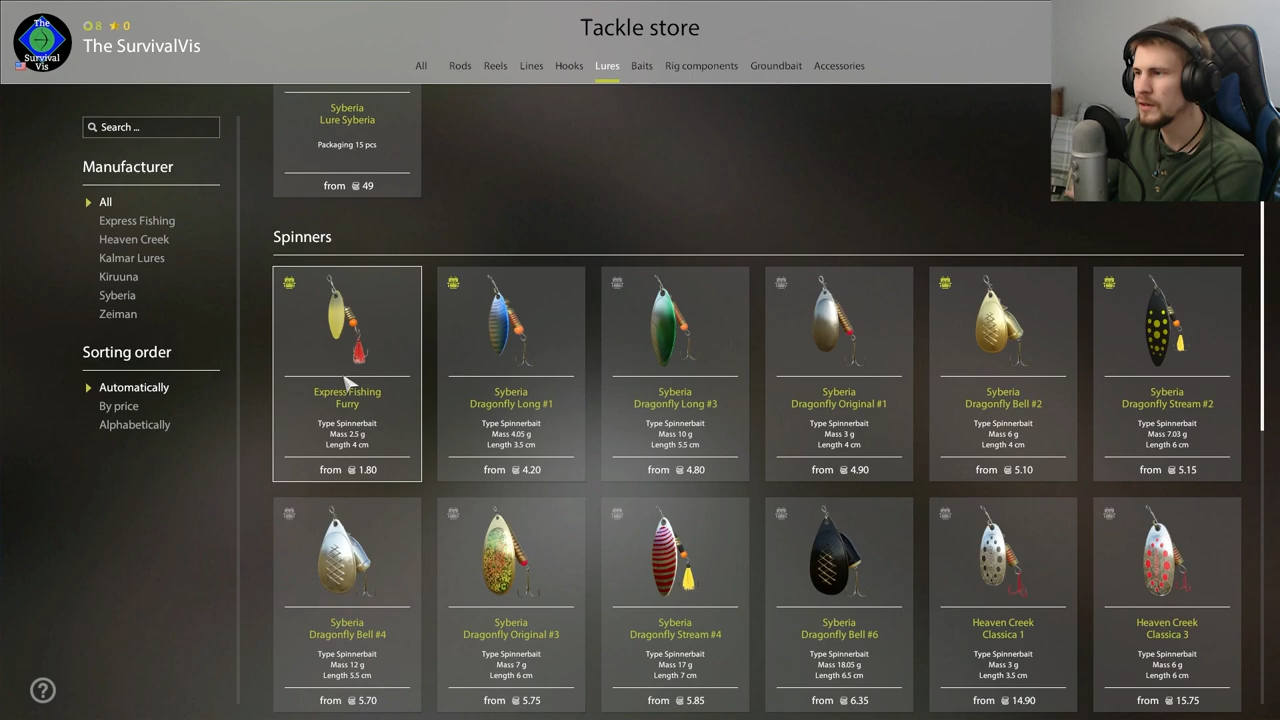 The
Survival
Vis
8 0
The SurvivalVis
Tackle store
All Rods Reels Lines Hooks Lures Baits Rig components Groundbait Accessories
Search ...
Manufacturer
All
Express Fishing
Heaven Creek
Kalmar Lures
Kiruuna
Syberia
Zeiman
Sorting order
Automatically
By price
Alphabetically
Syberia
Lure Syberia
Packaging 15 pcs
from 49
Spinners
Express Fishing
Furry
Type Spinnerbait
Mass 2.5 g
Length 4 cm
from 1.80
Syberia
Dragonfly Long #1
Type Spinnerbait
Mass 4.05 g
Length 3.5 cm
from 4.20
Syberia
Dragonfly Long #3
Type Spinnerbait
Mass 10 g
Length 5.5 cm
from 4.80
Syberia
Dragonfly Original #1
Type Spinnerbait
Mass 3 g
Length 4 cm
from 4.90
Syberia
Dragonfly Bell #2
Type Spinnerbait
Mass 6 g
Length 4 cm
from 5.10
Syberia
Dragonfly Stream #2
Type Spinnerbait
Mass 7.03 g
Length 6 cm
from 5.15
Syberia
Dragonfly Bell #4
Type Spinnerbait
Mass 12 g
Length 5.5 cm
from 5.70
Syberia
Dragonfly Original #3
Type Spinnerbait
Mass 7 g
Length 6 cm
from 5.75
Syberia
Dragonfly Stream #4
Type Spinnerbait
Mass 17 g
Length 7 cm
from 5.85
Syberia
Dragonfly Bell #6
Type Spinnerbait
Mass 18.05 g
Length 6.5 cm
from 6.35
Heaven Creek
Classica 1
Type Spinnerbait
Mass 3 g
Length 3.5 cm
from 14.90
Heaven Creek
Classica 3
Type Spinnerbait
Mass 6 g
Length 6 cm
from 15.75
?